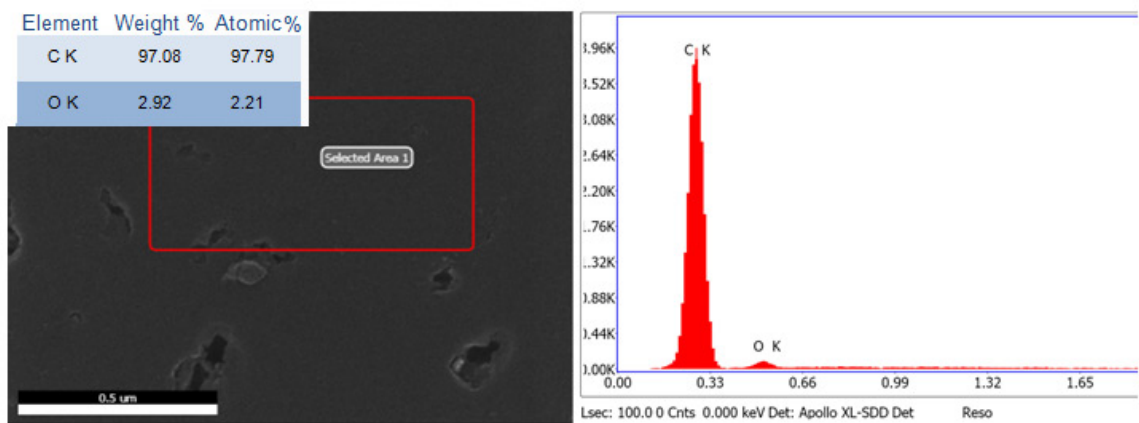 Element Weight % Atomic %
C K 97.08 97.79
O K 2.92 2.21
Selected Area 1
0.5 um
C K
O K
3.96K
3.52K
3.08K
2.64K
2.20K
1.76K
1.32K
0.88K
0.44K
0.00K
0.00 0.33 0.66 0.99 1.32 1.65
Lsec: 100.0 0 Cnts 0.000 keV Det: Apollo XL-SDD Det Reso